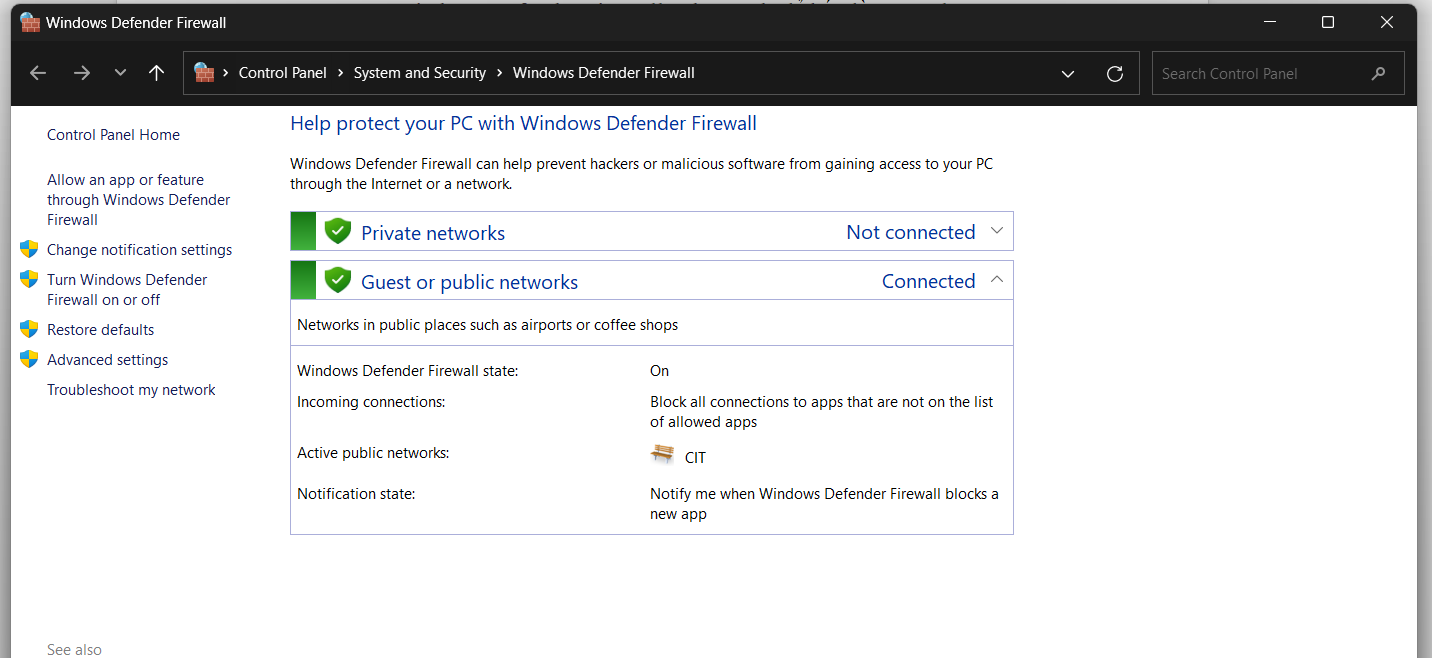 Windows Defender Firewall
Control Panel
System and Security
Windows Defender Firewall
Search Control Panel
Control Panel Home
Allow an app or feature
through Windows Defender
Firewall
Change notification settings
Turn Windows Defender
Firewall on or off
Restore defaults
Advanced settings
Troubleshoot my network
See also
Help protect your PC with Windows Defender Firewall
Windows Defender Firewall can help prevent hackers or malicious software from gaining access to your PC
through the Internet or a network.
Private networks
Not connected
Guest or public networks
Connected
Networks in public places such as airports or coffee shops
Windows Defender Firewall state:
On
Incoming connections:
Block all connections to apps that are not on the list
of allowed apps
Active public networks:
CIT
Notification state:
Notify me when Windows Defender Firewall blocks a
new app